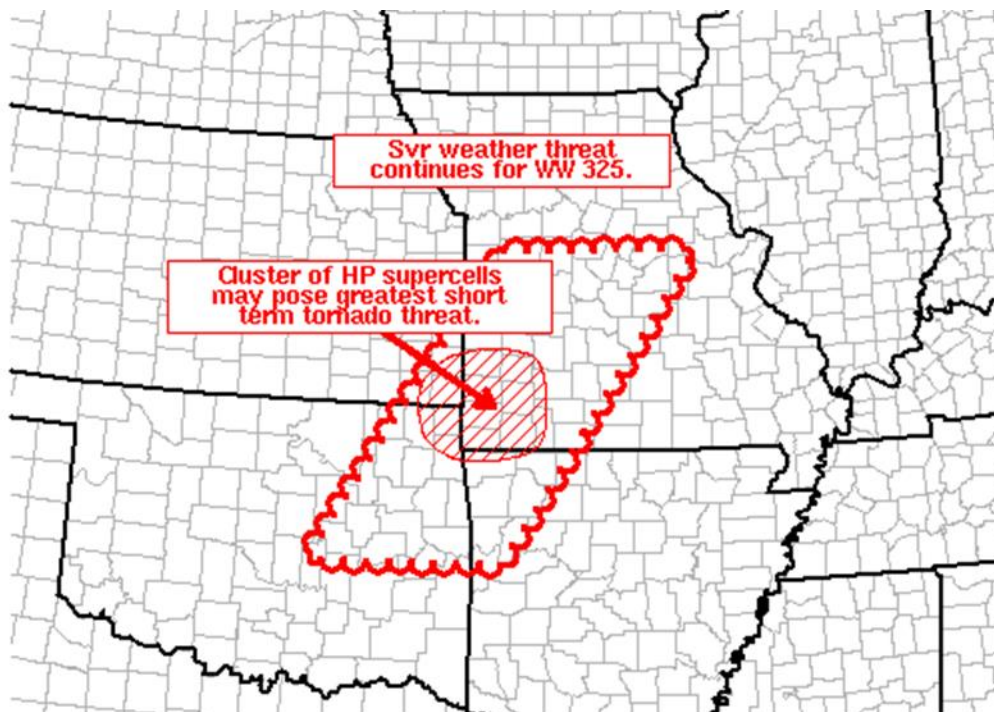 Svr weather threat
continues for WW 325.
Cluster of HP supercells
may pose greatest short
term tornado threat.